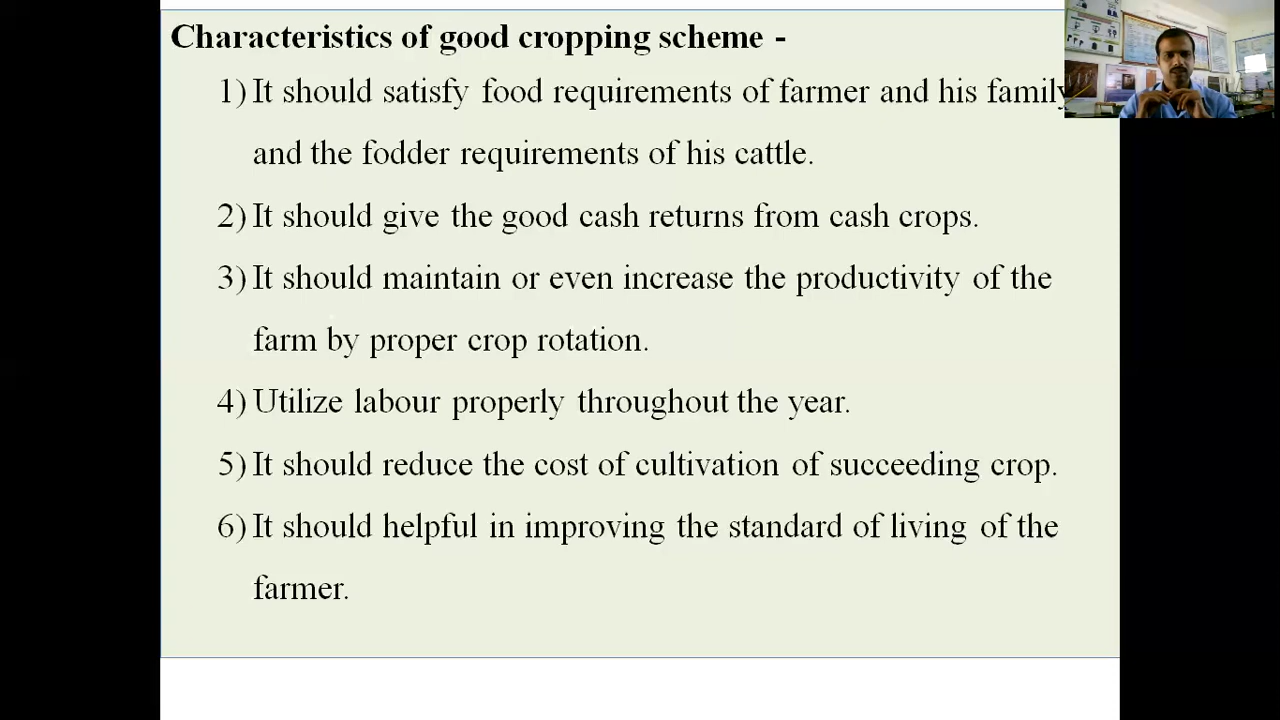 Characteristics of good cropping scheme -
1) It should satisfy food requirements of farmer and his family
and the fodder requirements of his cattle.
2) It should give the good cash returns from cash crops.
3) It should maintain or even increase the productivity of the
farm by proper crop rotation.
4) Utilize labour properly throughout the year.
5) It should reduce the cost of cultivation of succeeding crop.
6) It should helpful in improving the standard of living of the
farmer.